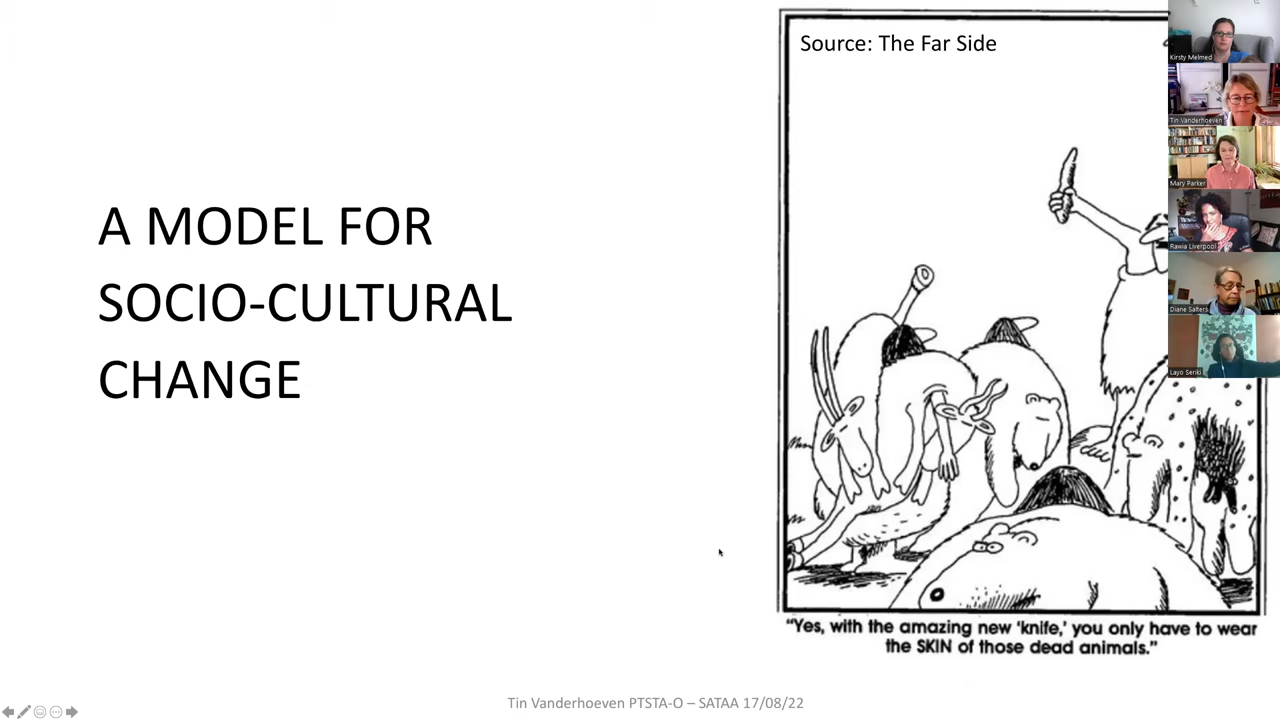 Source: The Far Side
A MODEL FOR
SOCIO-CULTURAL
CHANGE
"Yes, with the amazing new 'knife,' you only have to wear
the SKIN of those dead animals."
Tin Vanderhoeven PTSTA-O – SATAA 17/08/22
Kirsty Melmed
Tin Vanderhoeven
Mary Parker
Rawia Liverpool
Diane Salters
Layo Seriki